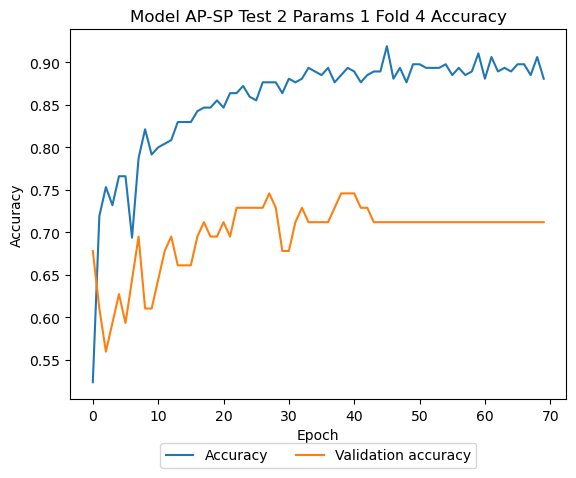 Model AP-SP Test 2 Params 1 Fold 4 Accuracy
Accuracy
0.90
0.85
0.80
0.75
0.70
0.65
0.60
0.55
0 10 20 30 40 50 60 70
Epoch
Accuracy Validation accuracy